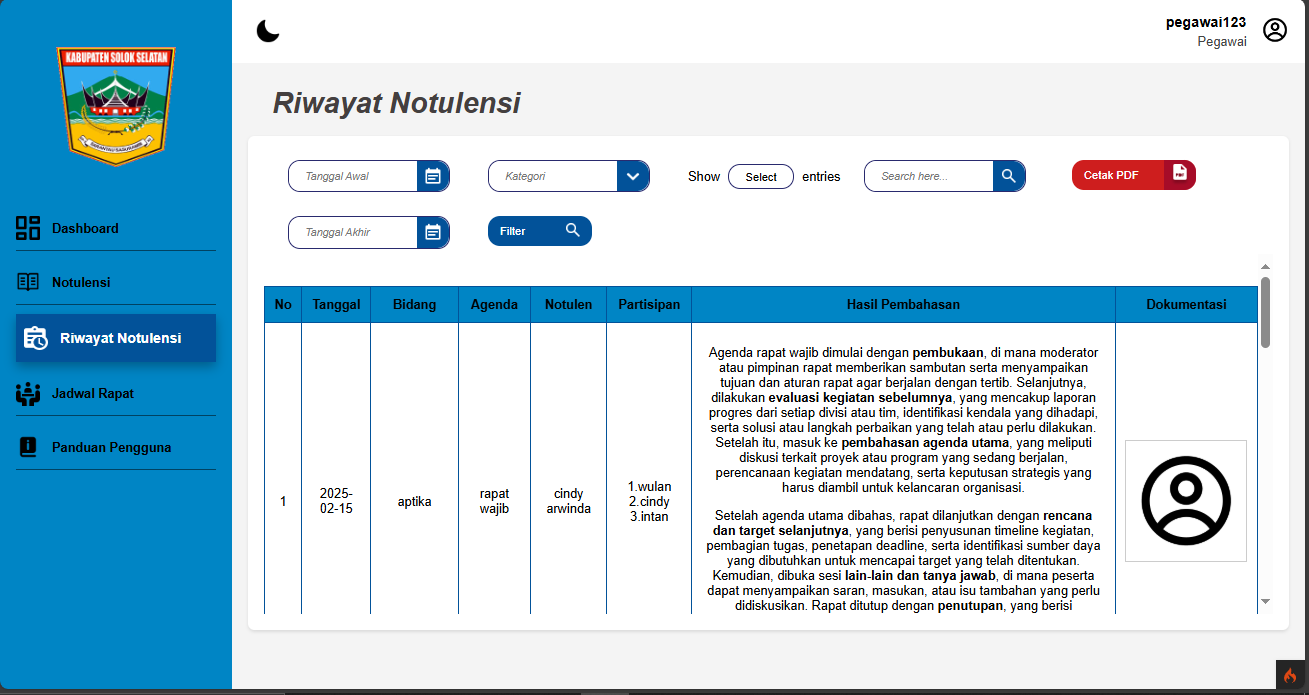 KABUPATEN SOLOK SELATAN
Dashboard
Notulensi
Riwayat Notulensi
Jadwal Rapat
Panduan Pengguna
pegawai123
Pegawai
Riwayat Notulensi
Tanggal Awal
Kategori
Show Select entries
Search here...
Cetak PDF
Tanggal Akhir
Filter
No Tanggal Bidang Agenda Notulen Partisipan Hasil Pembahasan Dokumentasi
1
2025-
02-15
aptika
rapat
wajib
cindy
arwinda
1.wulan
2.cindy
3.intan
Agenda rapat wajib dimulai dengan pembukaan, di mana moderator
atau pimpinan rapat memberikan sambutan serta menyampaikan
tujuan dan aturan rapat agar berjalan dengan tertib. Selanjutnya,
dilakukan evaluasi kegiatan sebelumnya, yang mencakup laporan
progres dari setiap divisi atau tim, identifikasi kendala yang dihadapi,
serta solusi atau langkah perbaikan yang telah atau perlu dilakukan.
Setelah itu, masuk ke pembahasan agenda utama, yang meliputi
diskusi terkait proyek atau program yang sedang berjalan,
perencanaan kegiatan mendatang, serta keputusan strategis yang
harus diambil untuk kelancaran organisasi.
Setelah agenda utama dibahas, rapat dilanjutkan dengan rencana
dan target selanjutnya, yang berisi penyusunan timeline kegiatan,
pembagian tugas, penetapan deadline, serta identifikasi sumber daya
yang dibutuhkan untuk mencapai target yang telah ditentukan.
Kemudian, dibuka sesi lain-lain dan tanya jawab, di mana peserta
dapat menyampaikan saran, masukan, atau isu tambahan yang perlu
didiskusikan. Rapat ditutup dengan penutupan, yang berisi